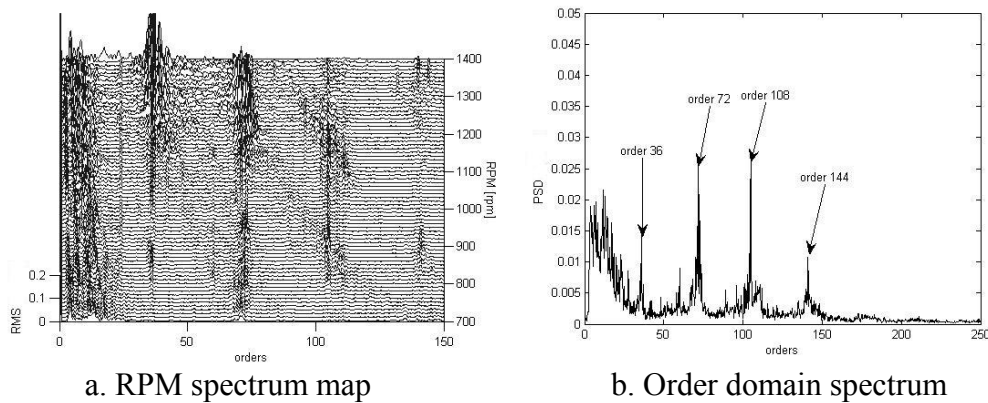 1400
1300
1200
1100
1000
900
800
700
RPM [rpm]
0.2
0.1
0
RMS
0
50
100
150
orders
a. RPM spectrum map
0.05
0.045
0.04
0.035
0.03
0.025
0.02
0.015
0.01
0.005
0
PSD
order 36
order 72
order 108
order 144
0
50
100
150
200
250
orders
b. Order domain spectrum